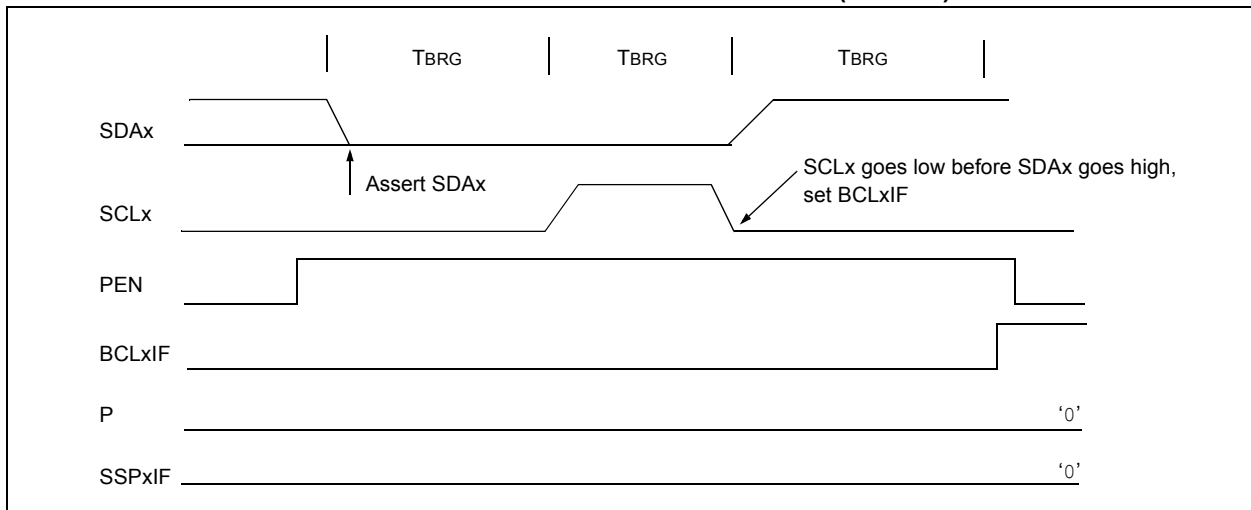 TBRG TBRG TBRG
SDAx
Assert SDAx
SCLx goes low before SDAx goes high,
set BCLxIF
SCLx
PEN
BCLxIF
P ‘0’
SSPxIF ‘0’